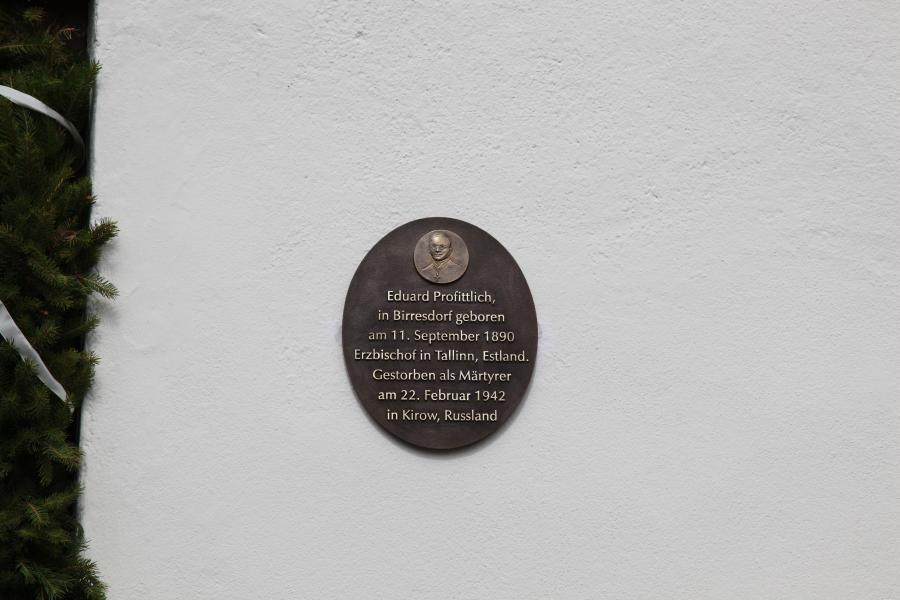 Eduard Profittlich,
in Birresdorf geboren
am 11. September 1890
Erzbischof in Tallinn, Estland.
Gestorben als Märtyrer
am 22. Februar 1942
in Kirow, Russland